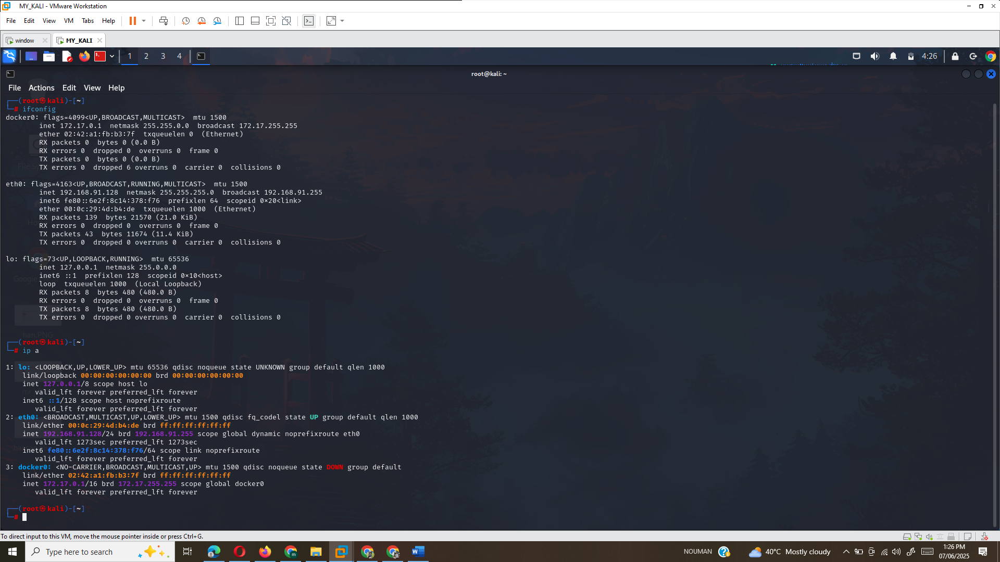 MY_KALI - VMware Workstation
File Edit View VM Tabs Help
window MY_KALI
1 2 3 4 4:26
root@kali: ~
File Actions Edit View Help
┌──(root㉿kali)-[~]
└─# ifconfig
docker0: flags=4099<UP,BROADCAST,MULTICAST>  mtu 1500
        inet 172.17.0.1  netmask 255.255.0.0  broadcast 172.17.255.255
        ether 02:42:a1:fb:b3:7f  txqueuelen 0  (Ethernet)
        RX packets 0  bytes 0 (0.0 B)
        RX errors 0  dropped 0  overruns 0  frame 0
        TX packets 0  bytes 0 (0.0 B)
        TX errors 0  dropped 6 overruns 0  carrier 0  collisions 0
eth0: flags=4163<UP,BROADCAST,RUNNING,MULTICAST>  mtu 1500
        inet 192.168.91.128  netmask 255.255.255.0  broadcast 192.168.91.255
        inet6 fe80::6e2f:8c14:378:f76  prefixlen 64  scopeid 0×20<link>
        ether 00:0c:29:4d:b4:de  txqueuelen 1000  (Ethernet)
        RX packets 139  bytes 21570 (21.0 KiB)
        RX errors 0  dropped 0  overruns 0  frame 0
        TX packets 43  bytes 11674 (11.4 KiB)
        TX errors 0  dropped 0 overruns 0  carrier 0  collisions 0
lo: flags=73<UP,LOOPBACK,RUNNING>  mtu 65536
        inet 127.0.0.1  netmask 255.0.0.0
        inet6 ::1  prefixlen 128  scopeid 0×10<host>
        loop  txqueuelen 1000  (Local Loopback)
        RX packets 8  bytes 480 (480.0 B)
        RX errors 0  dropped 0  overruns 0  frame 0
        TX packets 8  bytes 480 (480.0 B)
        TX errors 0  dropped 0 overruns 0  carrier 0  collisions 0
han.PNG
┌──(root㉿kali)-[~]
└─# ip a
1: lo: <LOOPBACK,UP,LOWER_UP> mtu 65536 qdisc noqueue state UNKNOWN group default qlen 1000
    link/loopback 00:00:00:00:00:00 brd 00:00:00:00:00:00
    inet 127.0.0.1/8 scope host lo
       valid_lft forever preferred_lft forever
    inet6 ::1/128 scope host noprefixroute
       valid_lft forever preferred_lft forever
2: eth0: <BROADCAST,MULTICAST,UP,LOWER_UP> mtu 1500 qdisc fq_codel state UP group default qlen 1000
    link/ether 00:0c:29:4d:b4:de brd ff:ff:ff:ff:ff:ff
    inet 192.168.91.128/24 brd 192.168.91.255 scope global dynamic noprefixroute eth0
       valid_lft 1273sec preferred_lft 1273sec
    inet6 fe80::6e2f:8c14:378:f76/64 scope link noprefixroute
       valid_lft forever preferred_lft forever
3: docker0: <NO-CARRIER,BROADCAST,MULTICAST,UP> mtu 1500 qdisc noqueue state DOWN group default
    link/ether 02:42:a1:fb:b3:7f brd ff:ff:ff:ff:ff:ff
    inet 172.17.0.1/16 brd 172.17.255.255 scope global docker0
       valid_lft forever preferred_lft forever
┌──(root㉿kali)-[~]
└─#
To direct input to this VM, move the mouse pointer inside or press Ctrl+G.
Type here to search NOUMAN 40°C Mostly cloudy 1:26 PM
07/06/2025